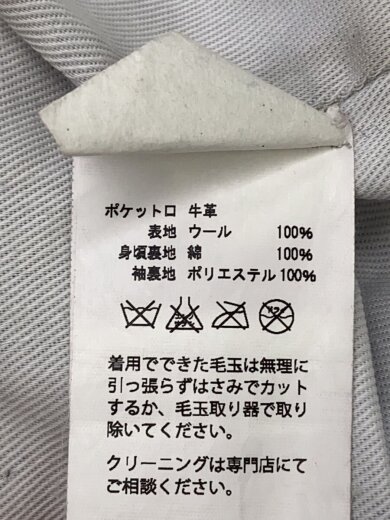 ポケット口 牛革
表地 ウール 100%
身頃裏地 綿 100%
袖裏地 ポリエステル 100%
着用でできた毛玉は無理に
引っ張らずはさみでカット
するか、毛玉取り器で取り
除いてください。
クリーニングは専門店にて
ご相談ください。